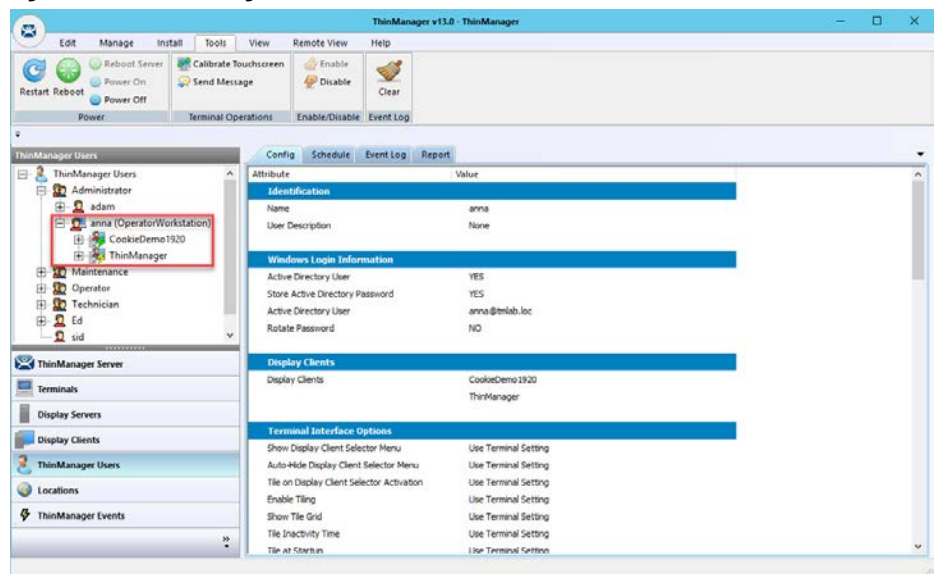 ThinManager v13.0 - ThinManager
Edit Manage Install Tools View Remote View Help
Restart
Reboot
Reboot Server
Power On
Power Off
Power
Calibrate Touchscreen
Send Message
Terminal Operations
Enable
Disable
Enable/Disable
Clear
Event Log
ThinManager Users
ThinManager Users
Administrator
adam
anna (OperatorWorkstation)
CookieDemo1920
ThinManager
Maintenance
Operator
Technician
Ed
sid
ThinManager Server
Terminals
Display Servers
Display Clients
ThinManager Users
Locations
ThinManager Events
Config Schedule Event Log Report
Attribute Value
Identification
Name anna
User Description None
Windows Login Information
Active Directory User YES
Store Active Directory Password YES
Active Directory User anna@tmlab.loc
Rotate Password NO
Display Clients
Display Clients CookieDemo1920
ThinManager
Terminal Interface Options
Show Display Client Selector Menu Use Terminal Setting
Auto-Hide Display Client Selector Menu Use Terminal Setting
Tile on Display Client Selector Activation Use Terminal Setting
Enable Tiling Use Terminal Setting
Show Tile Grid Use Terminal Setting
Tile Inactivity Time Use Terminal Setting
Tile at Startup Use Terminal Setting